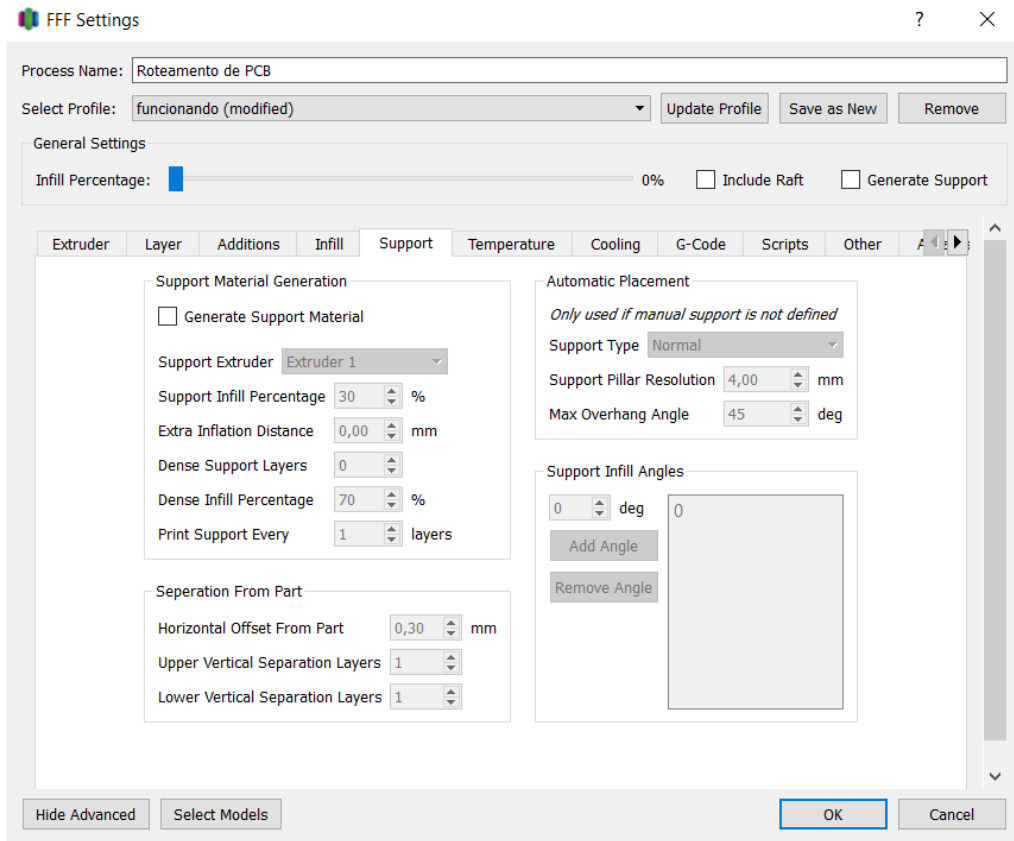 FFF Settings
?
Process Name: Roteamento de PCB
Select Profile: funcionando (modified) Update Profile Save as New Remove
General Settings
Infill Percentage: 0% Include Raft Generate Support
Extruder Layer Additions Infill Support Temperature Cooling G-Code Scripts Other
Support Material Generation
Generate Support Material
Support Extruder Extruder 1
Support Infill Percentage 30 %
Extra Inflation Distance 0,00 mm
Dense Support Layers 0
Dense Infill Percentage 70 %
Print Support Every 1 layers
Seperation From Part
Horizontal Offset From Part 0,30 mm
Upper Vertical Separation Layers 1
Lower Vertical Separation Layers 1
Automatic Placement
Only used if manual support is not defined
Support Type Normal
Support Pillar Resolution 4,00 mm
Max Overhang Angle 45 deg
Support Infill Angles
0 deg 0
Add Angle
Remove Angle
Hide Advanced Select Models OK Cancel